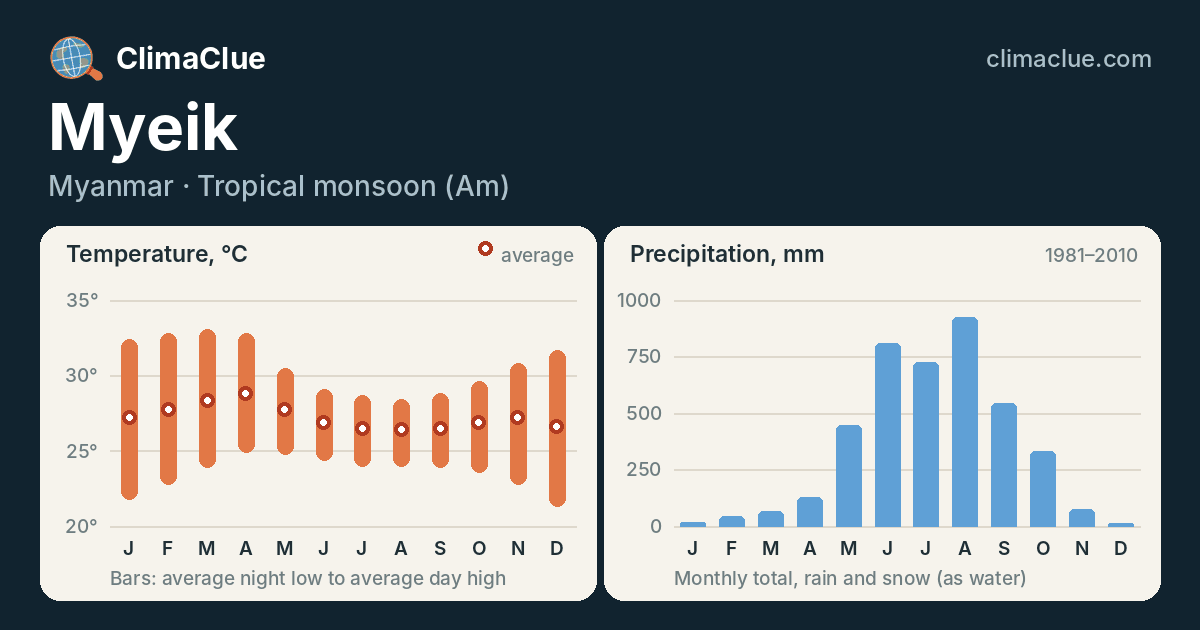 ClimaClue
climaclue.com
Myeik
Myanmar · Tropical monsoon (Am)
Temperature, °C
average
35°
30°
25°
20°
J F M A M J J A S O N D
Bars: average night low to average day high
Precipitation, mm
1981–2010
1000
750
500
250
0
J F M A M J J A S O N D
Monthly total, rain and snow (as water)